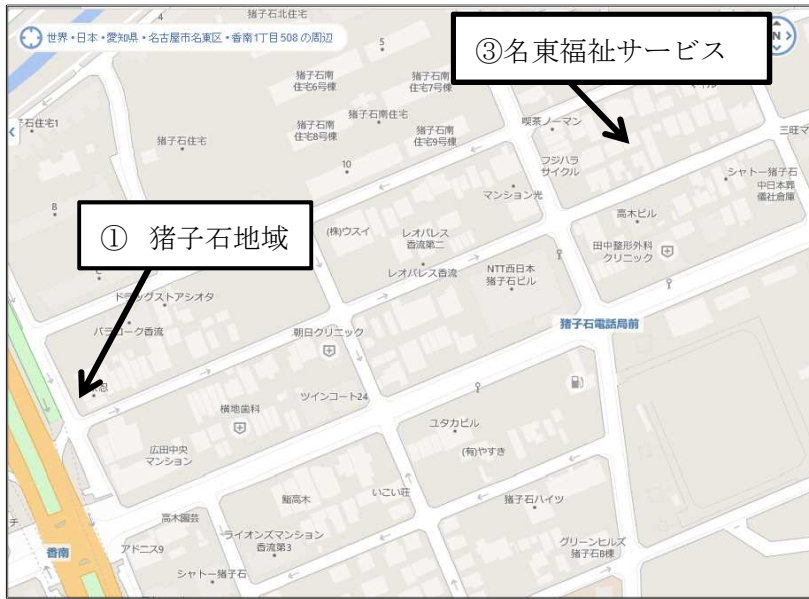 猪子石北住宅
4
世界・日本・愛知県・名古屋市名東区・香南1丁目508の周辺
5
③名東福祉サービス
N
猪子石南
住宅6号棟
猪子石南
住宅7号棟
子石住宅1
猪子石住宅
猪子石南住宅
猪子石南
住宅8号棟
猪子石南
住宅9号棟
喫茶ノーマン
三旺マ
10
フジハラ
サイクル
マンション光
シャトー猪子石
中日本葬
儀社倉庫
8
高木ビル
① 猪子石地域
(株)ウスイ
レオパレス
香流第二
田中整形外科
クリニック
レオパレス香流
NTT西日本
猪子石ビル
ドラッグストアシオタ
猪子石電話局前
パラ
ーク香流
朝日クリニック
ツインコート24
横地歯科
ユタカビル
広田中央
マンション
(有)やすき
鮨高木
いこい荘
猪子石ハイツ
高木園芸
チ
ライオンズマンション
香流第3
グリーンヒルズ
猪子石B棟
香南
アドニス9
シャトー猪子石